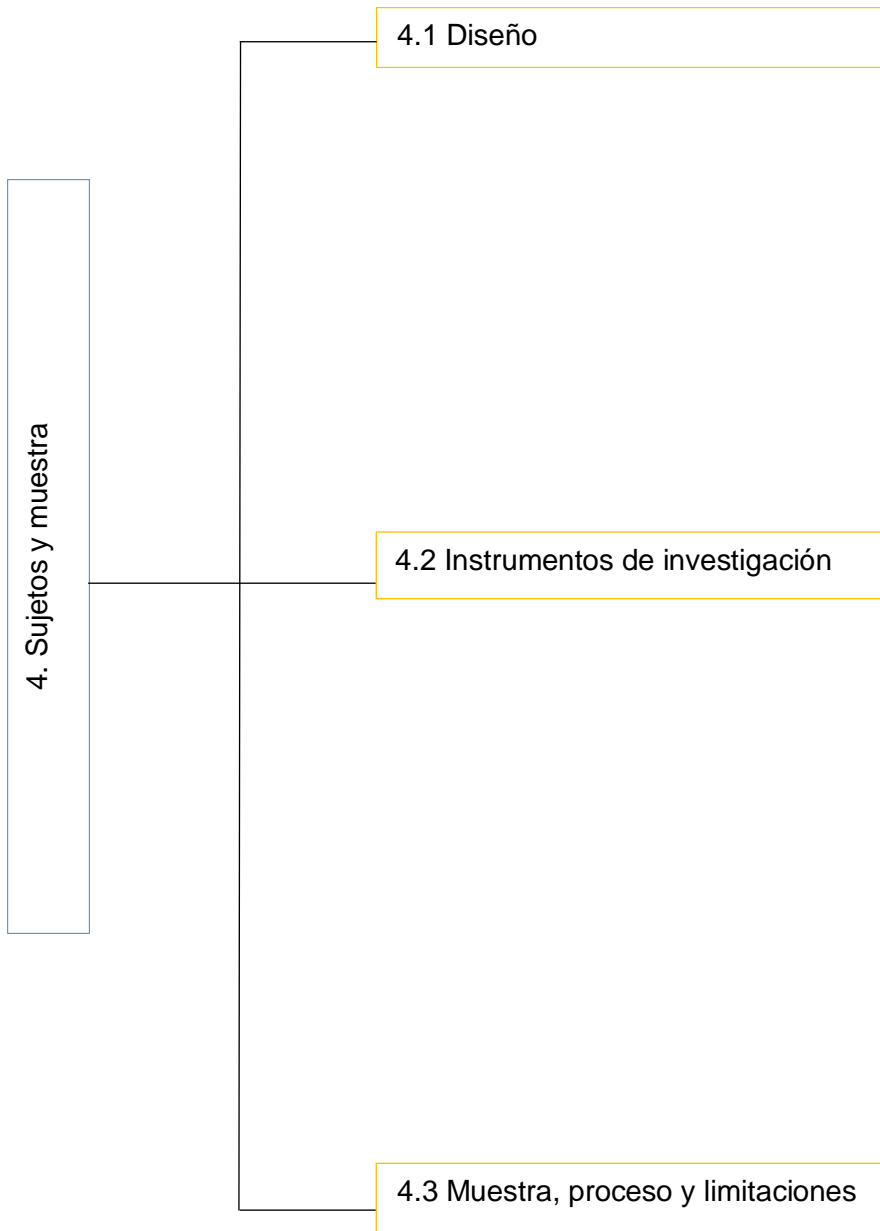 4. Sujetos y muestra
4.1 Diseño
4.2 Instrumentos de investigación
4.3 Muestra, proceso y limitaciones